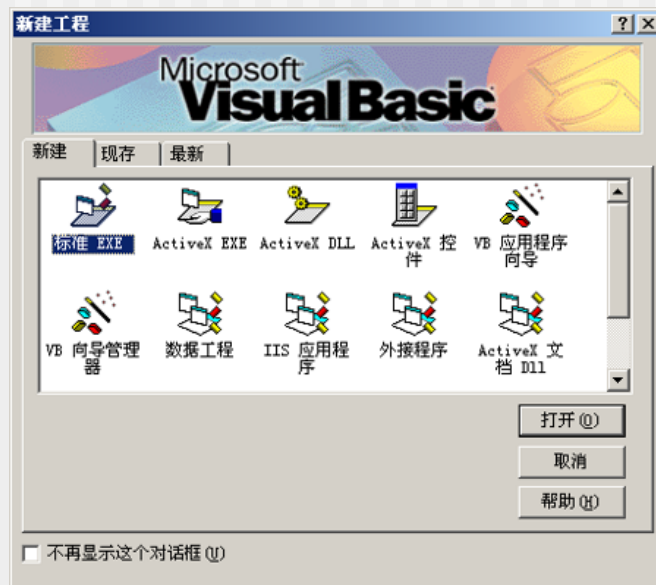 新建工程
Microsoft
Visual Basic
新建 现存 最新
标准 EXE ActiveX EXE ActiveX DLL ActiveX 控件 VB 应用程序向导
VB 向导管理器 数据工程 IIS 应用程序 外接程序 ActiveX 文档 Dll
打开(O)
取消
帮助(H)
不再显示这个对话框(U)